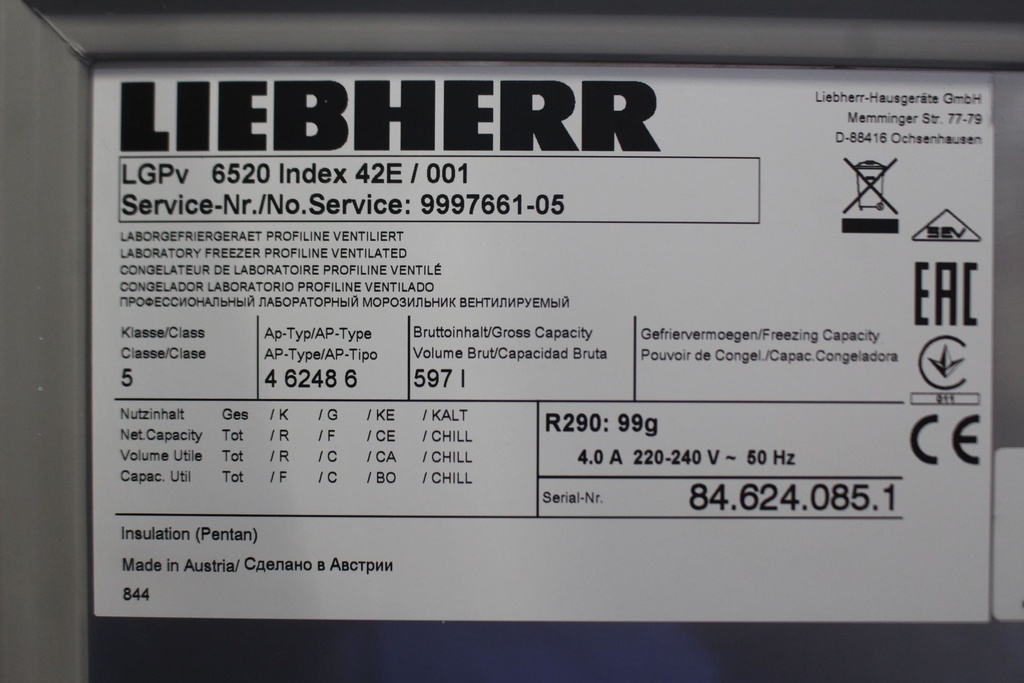 LIEBHERR
Liebherr-Hausgeräte GmbH
Memminger Str. 77-79
D-88416 Ochsenhausen
LGPv 6520 Index 42E / 001
Service-Nr./No.Service: 9997661-05
LABORGEFRIERGERAET PROFILINE VENTILIERT
LABORATORY FREEZER PROFILINE VENTILATED
CONGELATEUR DE LABORATOIRE PROFILINE VENTILÉ
CONGELADOR LABORATORIO PROFILINE VENTILADO
ПРОФЕССИОНАЛЬНЫЙ ЛАБОРАТОРНЫЙ МОРОЗИЛЬНИК ВЕНТИЛИРУЕМЫЙ
SEV
EAC
Klasse/Class
Classe/Clase
5
Ap-Typ/AP-Type
AP-Type/AP-Tipo
4 6248 6
Bruttoinhalt/Gross Capacity
Volume Brut/Capacidad Bruta
597 l
Gefriervermoegen/Freezing Capacity
Pouvoir de Congel./Capac.Congeladora
011
CE
Nutzinhalt Ges / K / G / KE / KALT
Net.Capacity Tot / R / F / CE / CHILL
Volume Utile Tot / R / C / CA / CHILL
Capac. Util Tot / F / C / BO / CHILL
R290: 99g
4.0 A 220-240 V ~ 50 Hz
Serial-Nr. 84.624.085.1
Insulation (Pentan)
Made in Austria/ Сделано в Австрии
844